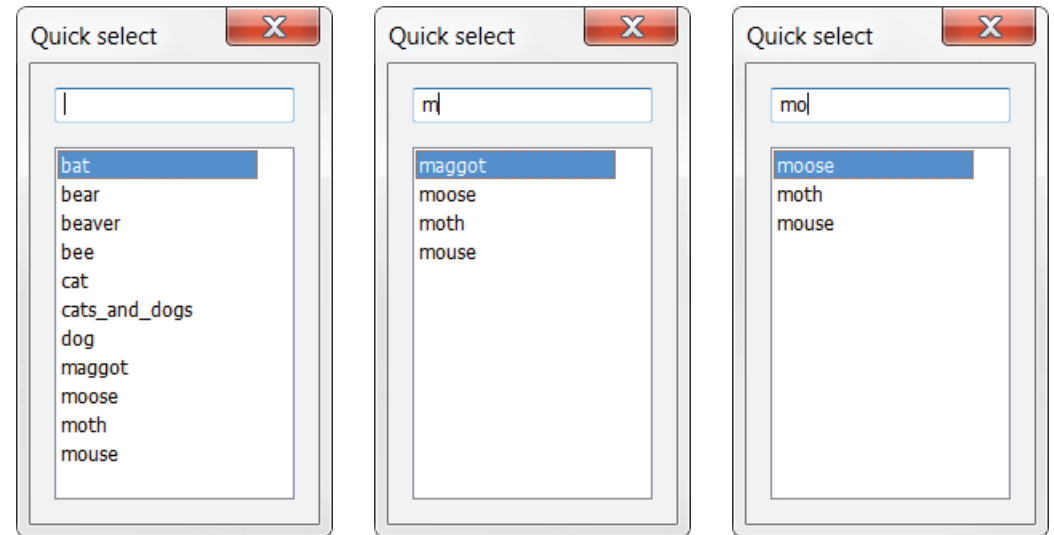 Quick select
bat
bear
beaver
bee
cat
cats_and_dogs
dog
maggot
moose
moth
mouse
Quick select
m
maggot
moose
moth
mouse
Quick select
mo
moose
moth
mouse